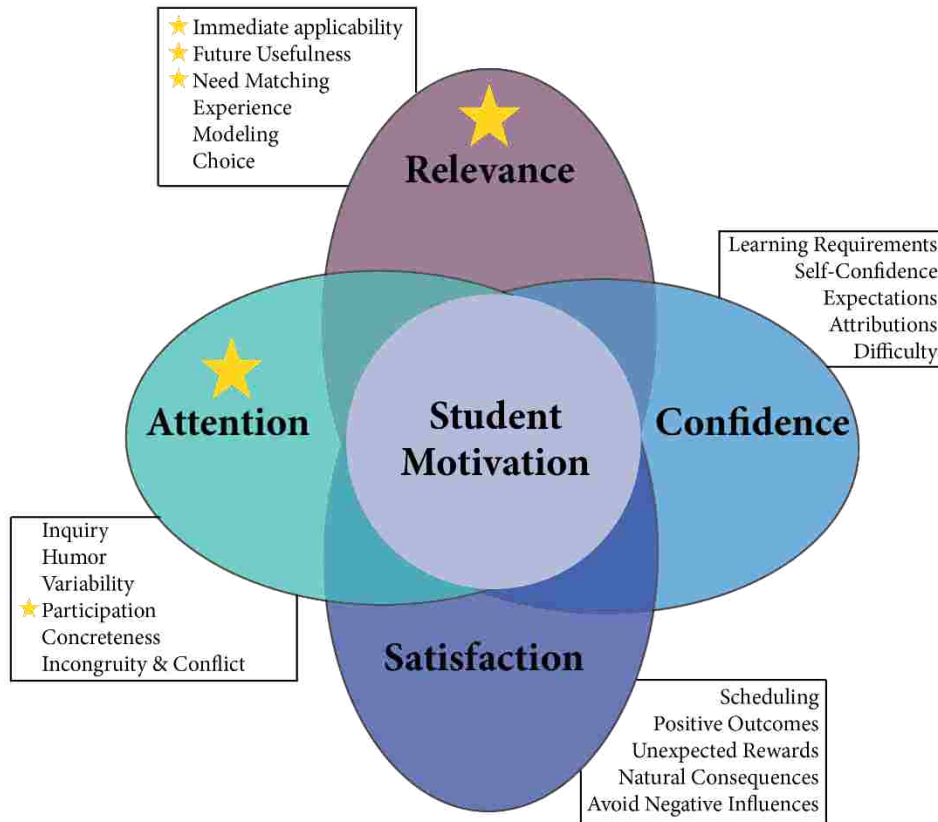 Immediate applicability
Future Usefulness
Need Matching
Experience
Modeling
Choice
Relevance
Learning Requirements
Self-Confidence
Expectations
Attributions
Difficulty
Attention
Student
Motivation
Confidence
Inquiry
Humor
Variability
Participation
Concreteness
Incongruity & Conflict
Satisfaction
Scheduling
Positive Outcomes
Unexpected Rewards
Natural Consequences
Avoid Negative Influences